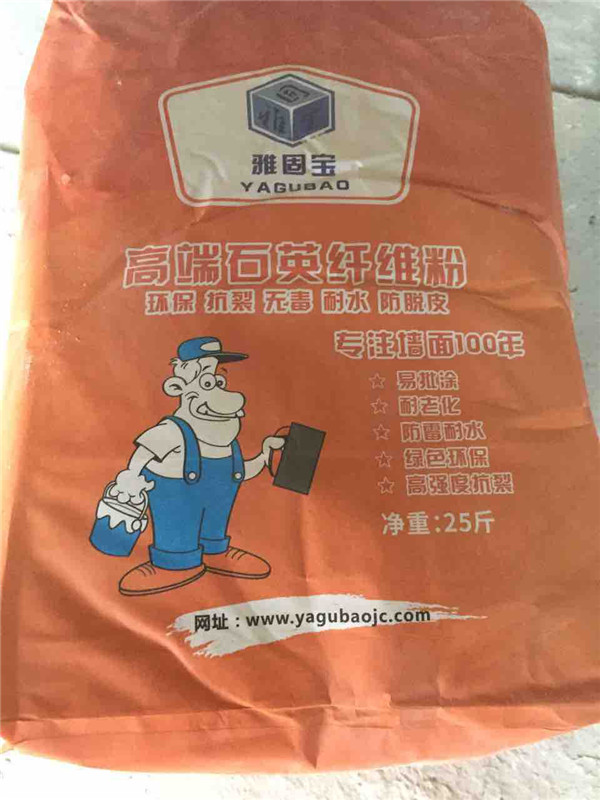 雅固宝
YAGUBAO
高端石英纤维粉
环保 抗裂 无毒 耐水 防脱皮
专注墙面100年
☆ 易批涂
☆ 耐老化
☆ 防霉耐水
☆ 绿色环保
☆ 高强度抗裂
净重:25斤
网址:www.yagubaojc.com